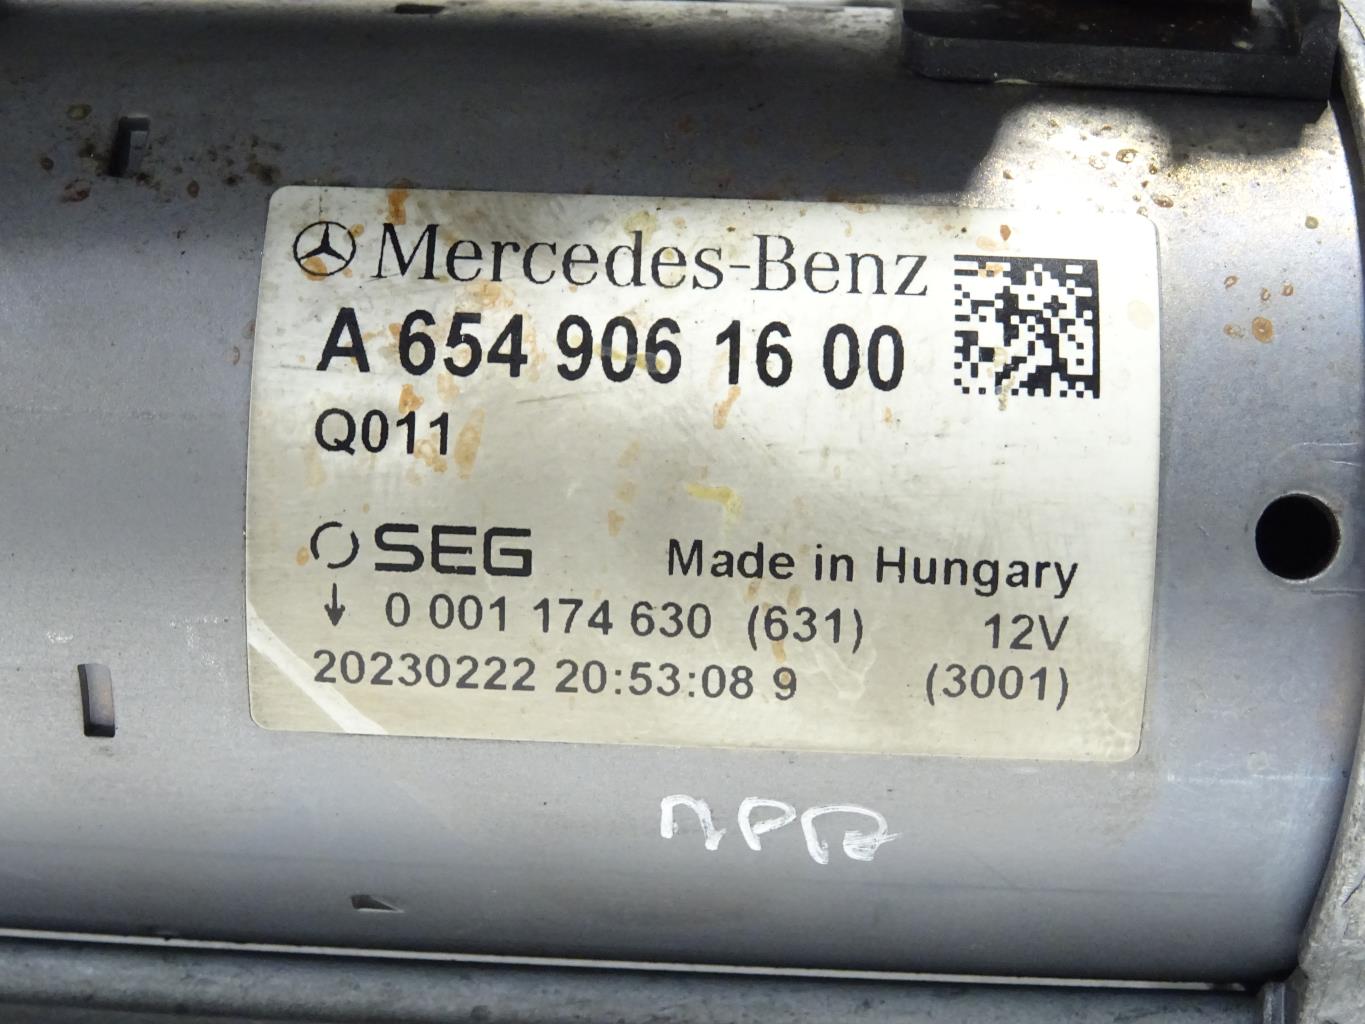 Mercedes-Benz
A 654 906 16 00
Q011
SEG Made in Hungary
0 001 174 630 (631) 12V
20230222 20:53:08 9 (3001)